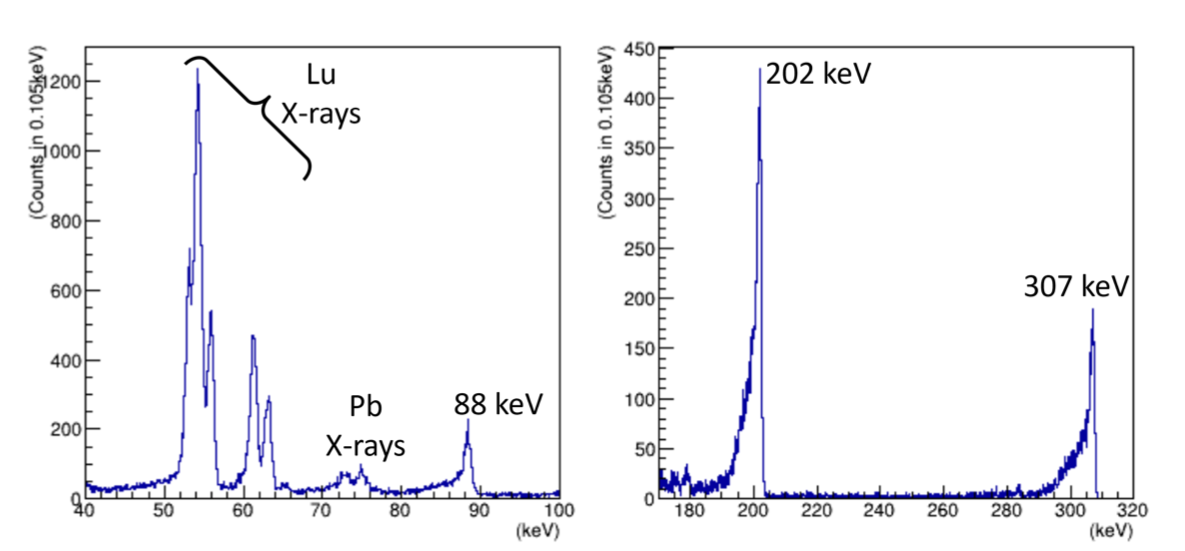 (Counts in 0.105keV)
1200
1000
800
600
400
200
0
40
50
60
70
80
90
100
(keV)
Lu
X-rays
Pb
X-rays
88 keV
(Counts in 0.105keV)
450
400
350
300
250
200
150
100
50
0
180
200
220
240
260
280
300
320
(keV)
202 keV
307 keV